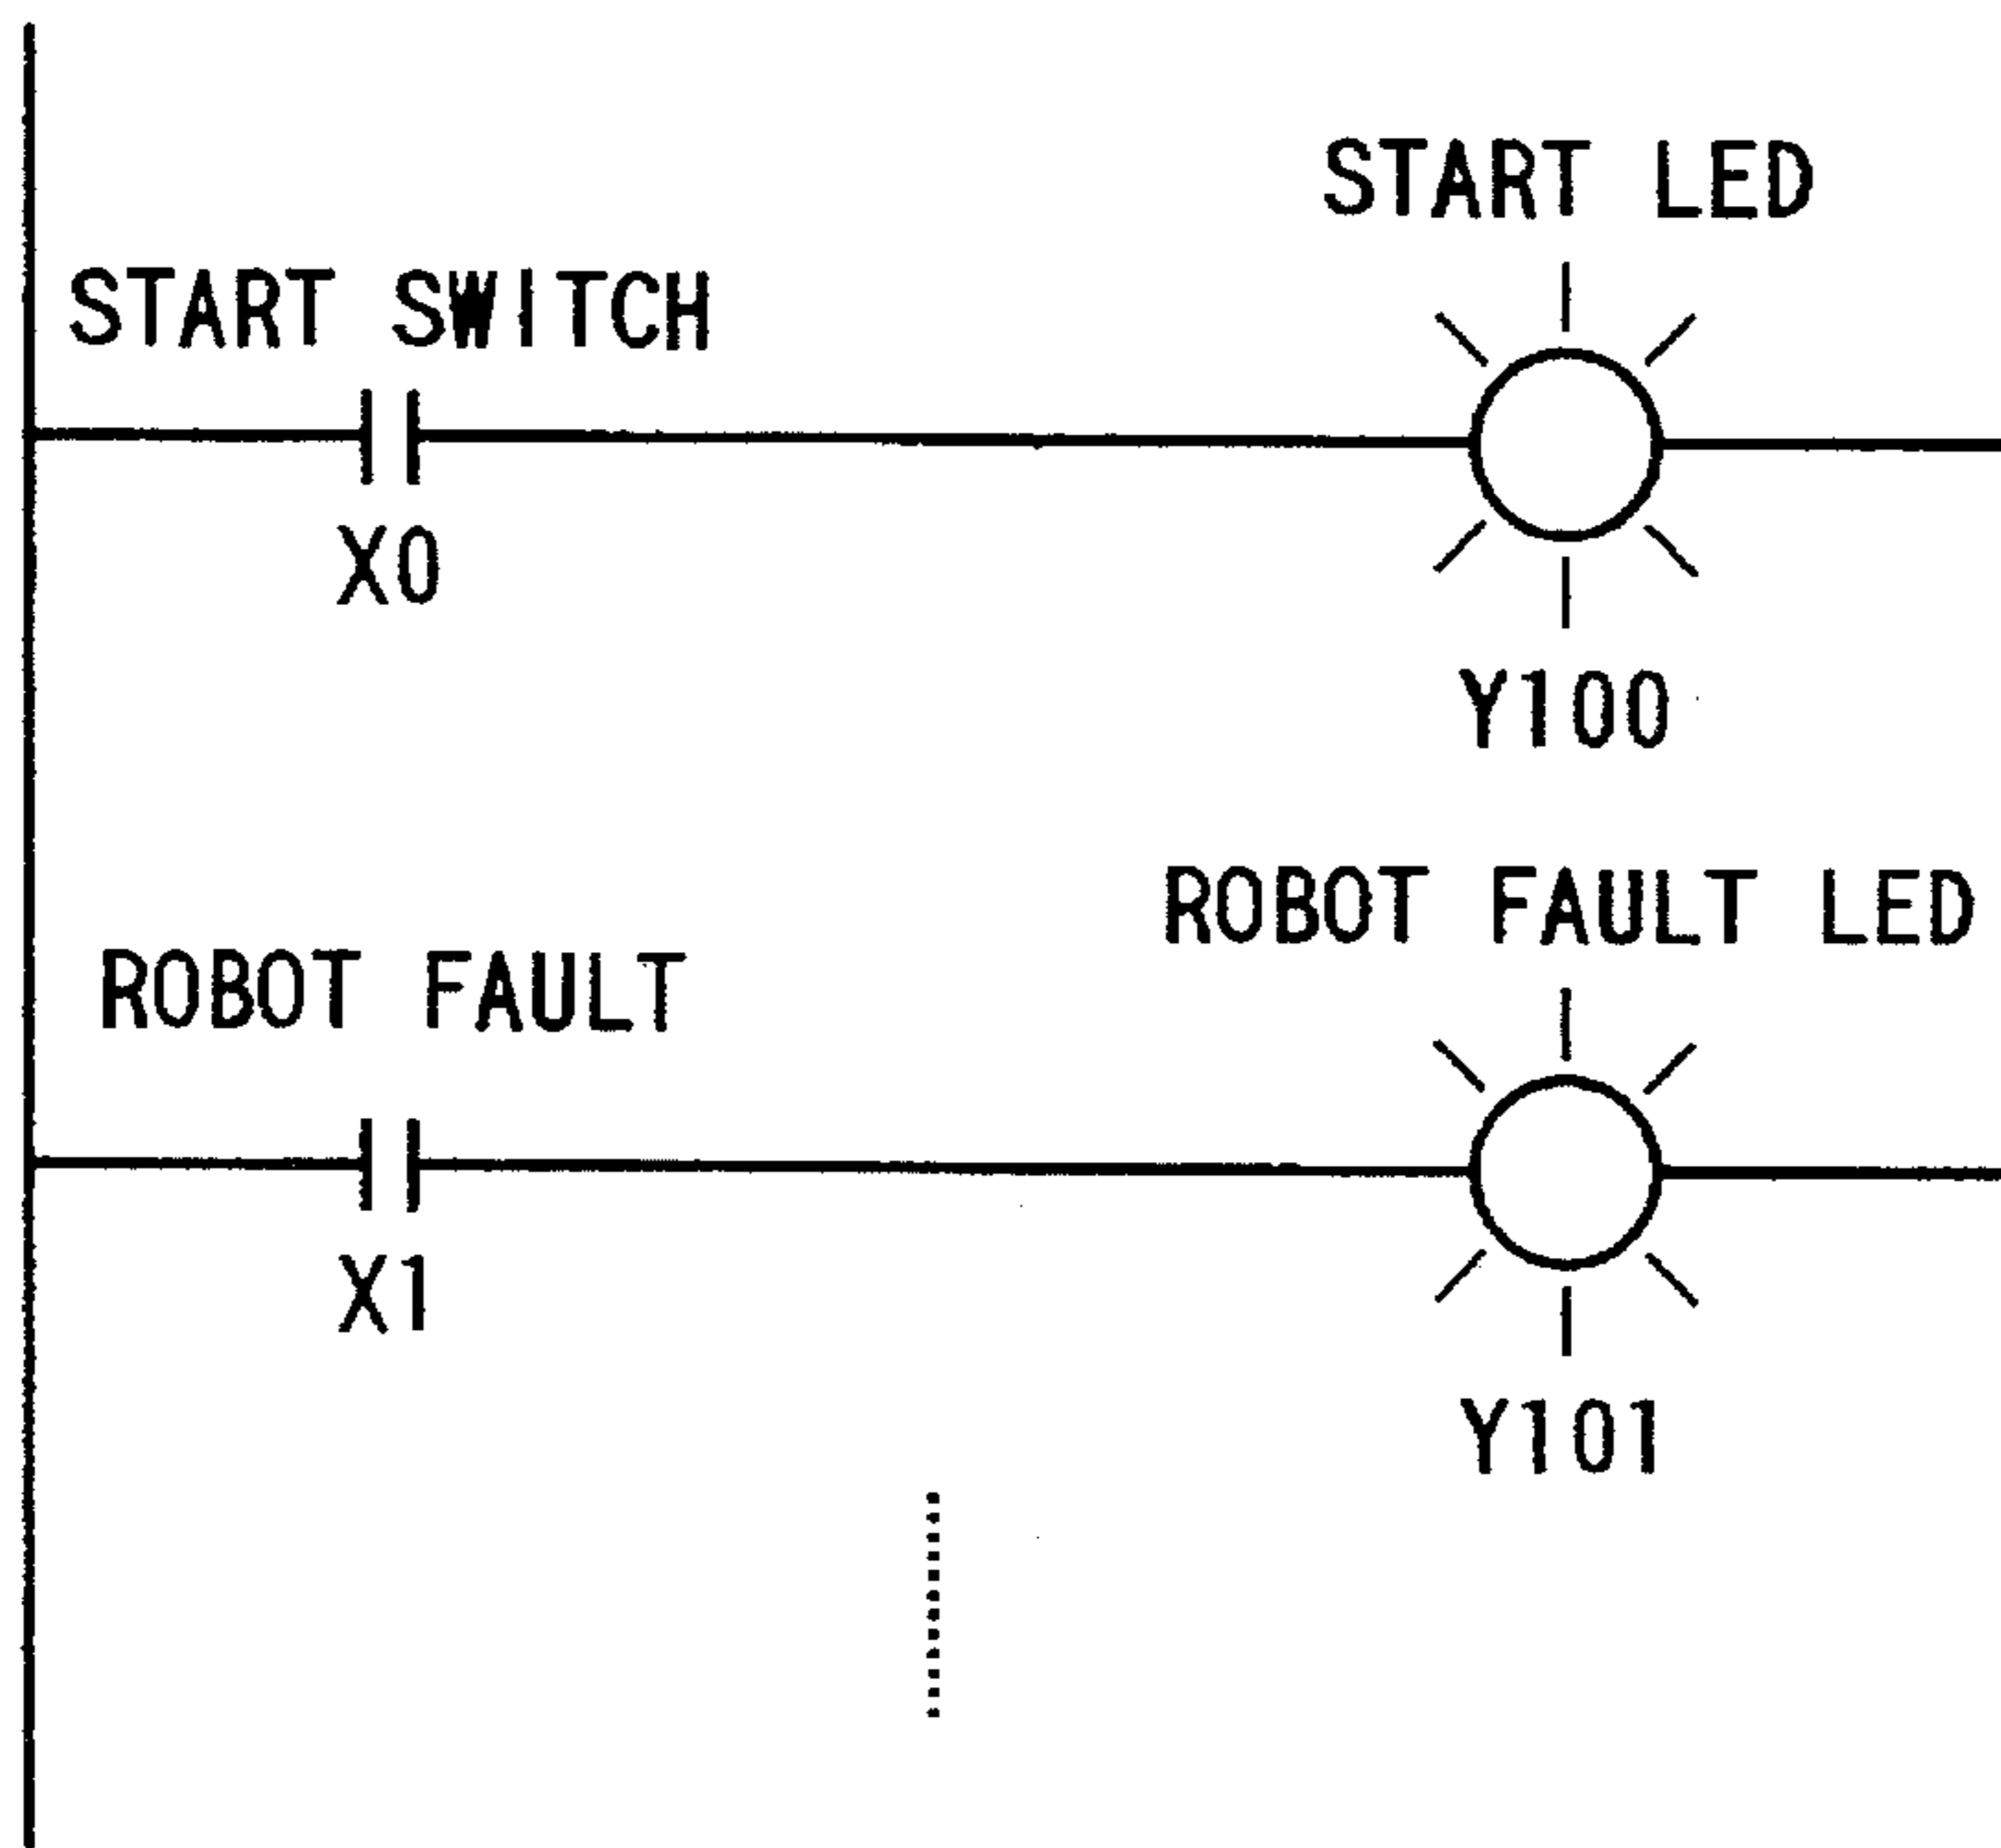 START LED
START SWITCH
X0
Y100
ROBOT FAULT LED
ROBOT FAULT
X1
Y101